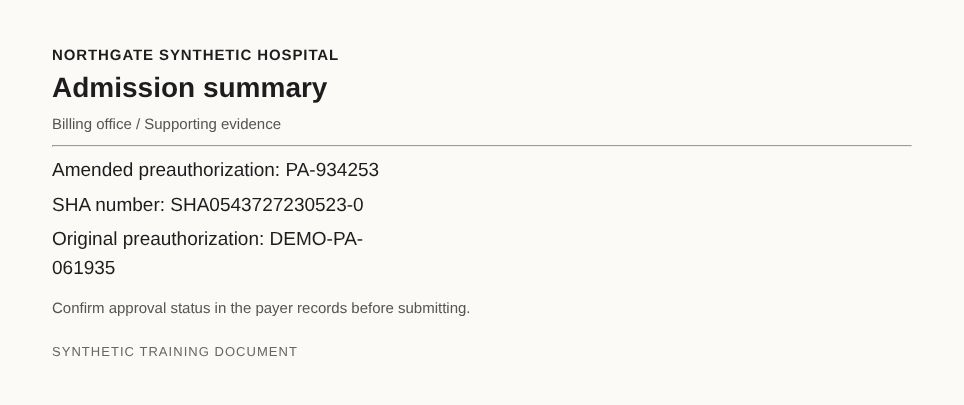 NORTHGATE SYNTHETIC HOSPITAL
Admission summary
Billing office / Supporting evidence
Amended preauthorization: PA-934253
SHA number: SHA0543727230523-0
Original preauthorization: DEMO-PA-
061935
Confirm approval status in the payer records before submitting.
SYNTHETIC TRAINING DOCUMENT